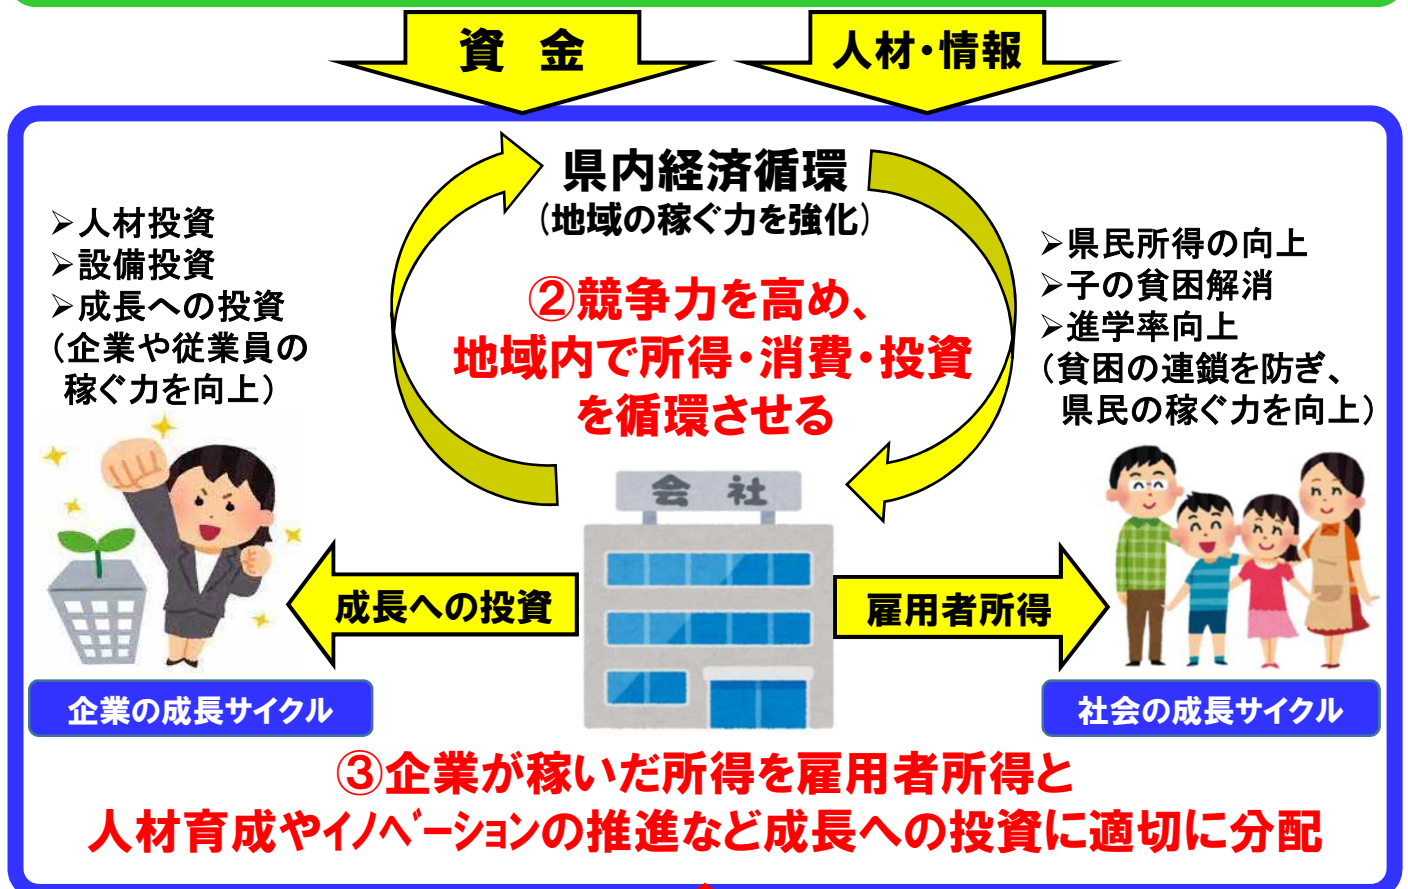 資 金
人材・情報
県内経済循環
(地域の稼ぐ力を強化)
➢人材投資
➢設備投資
➢成長への投資
(企業や従業員の
稼ぐ力を向上)
②競争力を高め、
地域内で所得・消費・投資
を循環させる
➢県民所得の向上
➢子の貧困解消
➢進学率向上
(貧困の連鎖を防ぎ、
県民の稼ぐ力を向上)
会 社
成長への投資
雇用者所得
企業の成長サイクル
社会の成長サイクル
③企業が稼いだ所得を雇用者所得と
人材育成やイノベーションの推進など成長への投資に適切に分配